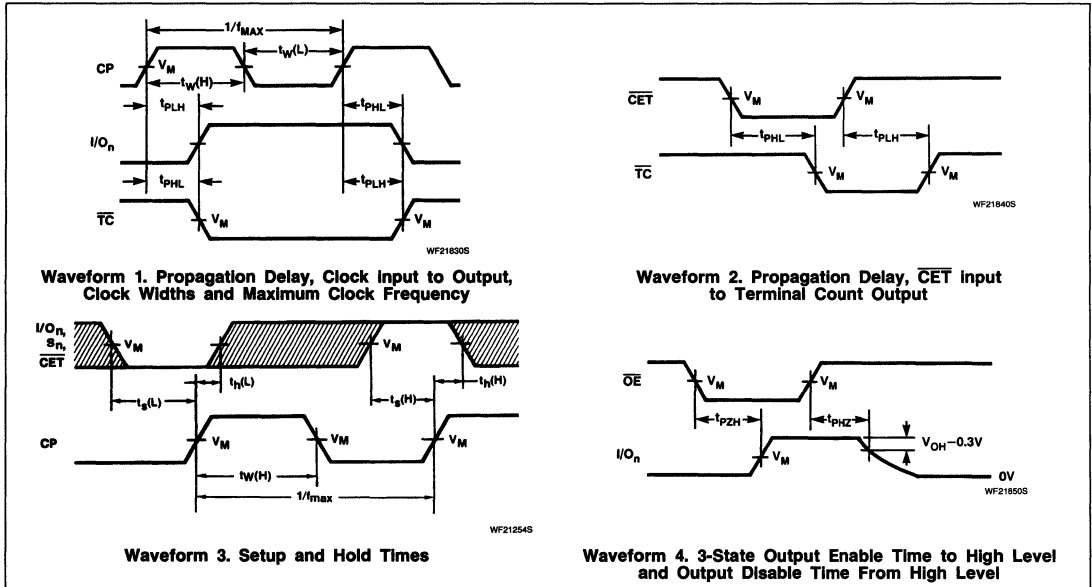 1/fMAX
tW(L)
CP
VM
tW(H)
tPLH
tPHL
I/On
tPHL
tPLH
TC
VM
VM
WF21830S
Waveform 1. Propagation Delay, Clock input to Output,
Clock Widths and Maximum Clock Frequency
CET
VM
VM
tPHL
tPLH
TC
VM
VM
WF21840S
Waveform 2. Propagation Delay, CET input
to Terminal Count Output
I/On,
Sn,
CET
VM
VM
th(L)
th(H)
ts(L)
ts(H)
CP
VM
VM
VM
tW(H)
1/fmax
WF21254S
Waveform 3. Setup and Hold Times
OE
VM
VM
tPZH
tPHZ
VOH−0.3V
I/On
VM
0V
WF21850S
Waveform 4. 3-State Output Enable Time to High Level
and Output Disable Time From High Level